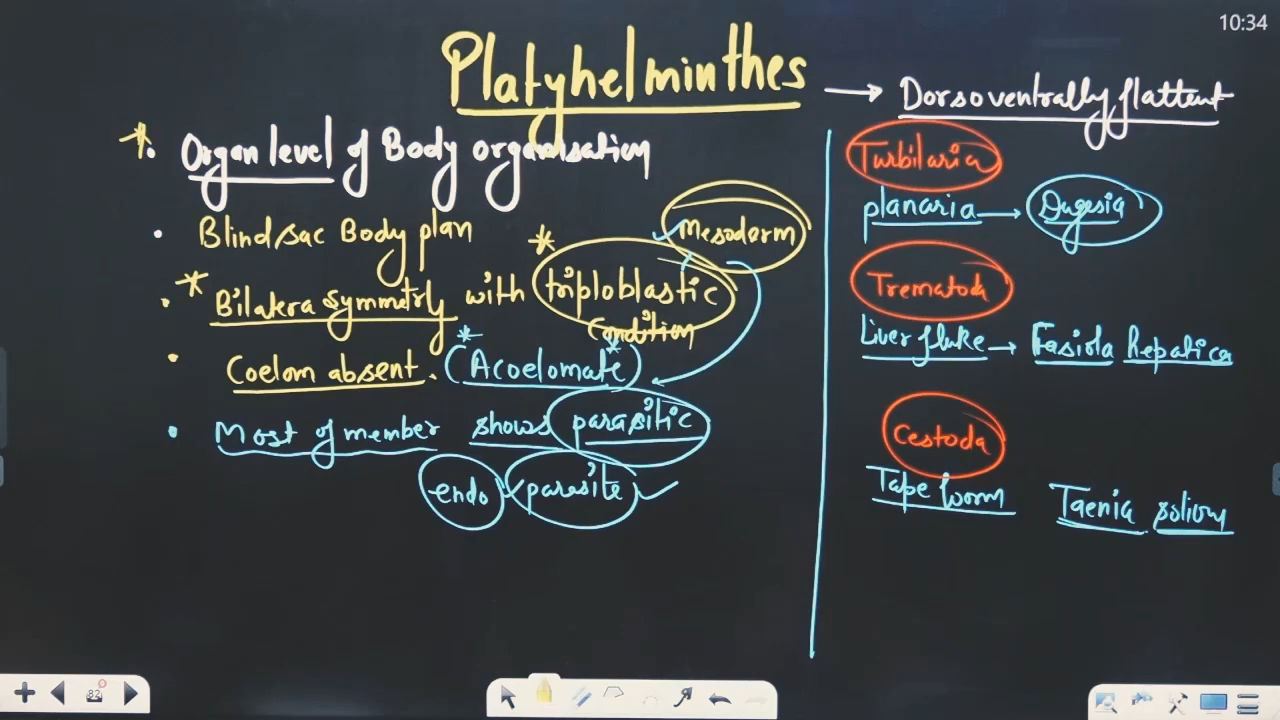 10:34
Platyhelminthes → Dorsoventrally flattent
* • Organ level of Body organisation
• Blind sac Body plan
Mesoderm
• * Bilatera symmetry with * triploblastic
condition
• Coelom absent. (Acoelomate)
• Most of member shows parasitic
endo parasite
Turbilaria
planaria → Dugesia
Trematoda
Liver fluke → Fasiola hepatica
Cestoda
Tape worm Taenia solium
82